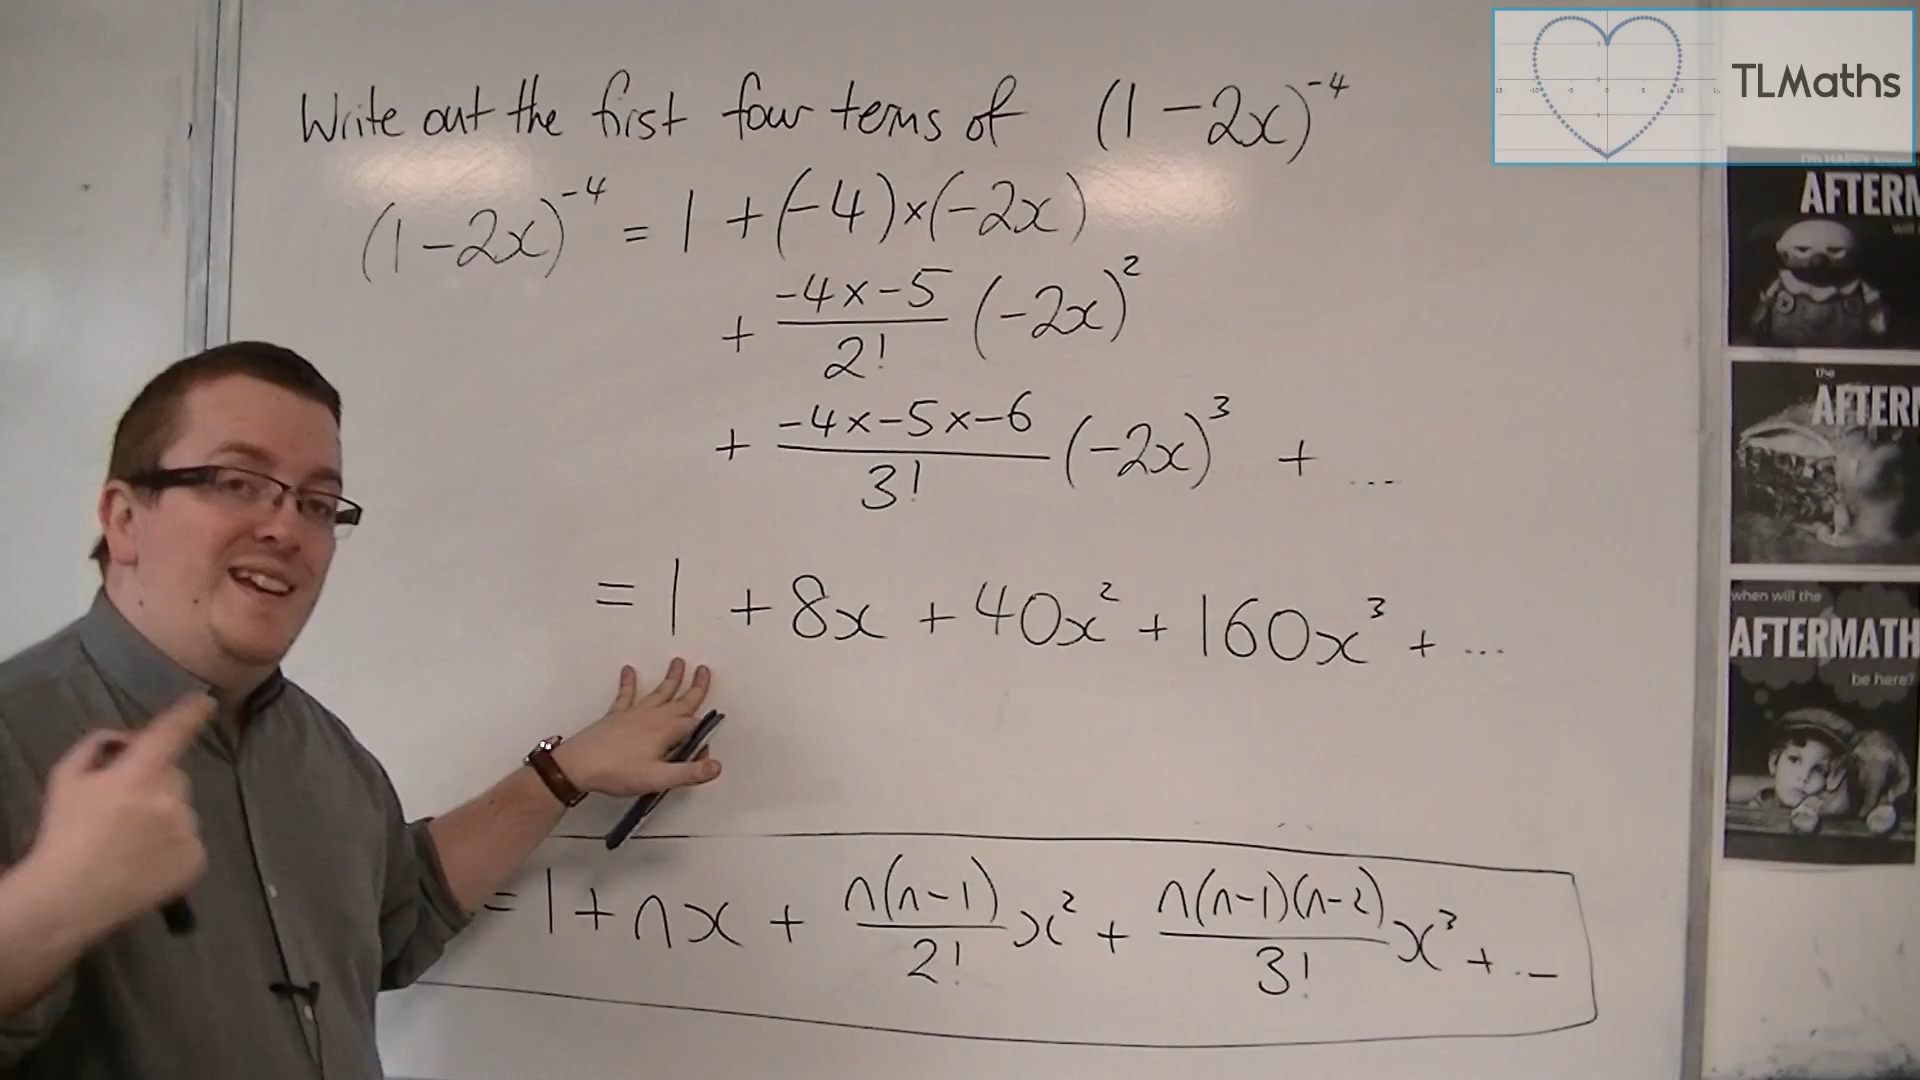 Write out the first four terms of (1-2x)^-4
TLMaths
(1-2x)^-4 = 1 + (-4)×(-2x)
+ -4×-5/2! (-2x)^2
+ -4×-5×-6/3! (-2x)^3 + ...
= 1 + 8x + 40x^2 + 160x^3 + ...
= 1 + nx + n(n-1)/2! x^2 + n(n-1)(n-2)/3! x^3 + ...
the
when will the
AFTERMATH
be here?